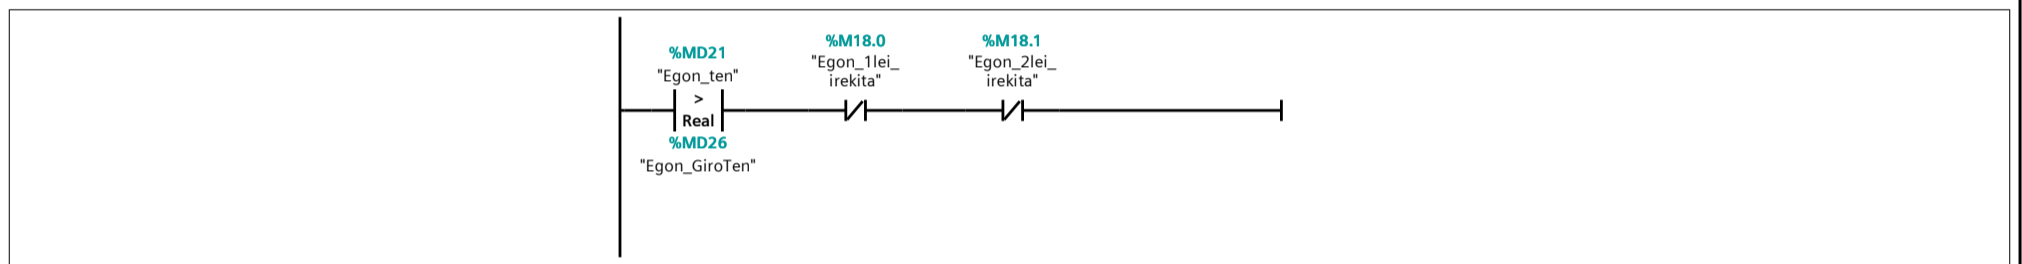 %MD21
"Egon_ten"
>
Real
%MD26
"Egon_GiroTen"
%M18.0
"Egon_1lei_
irekita"
%M18.1
"Egon_2lei_
irekita"